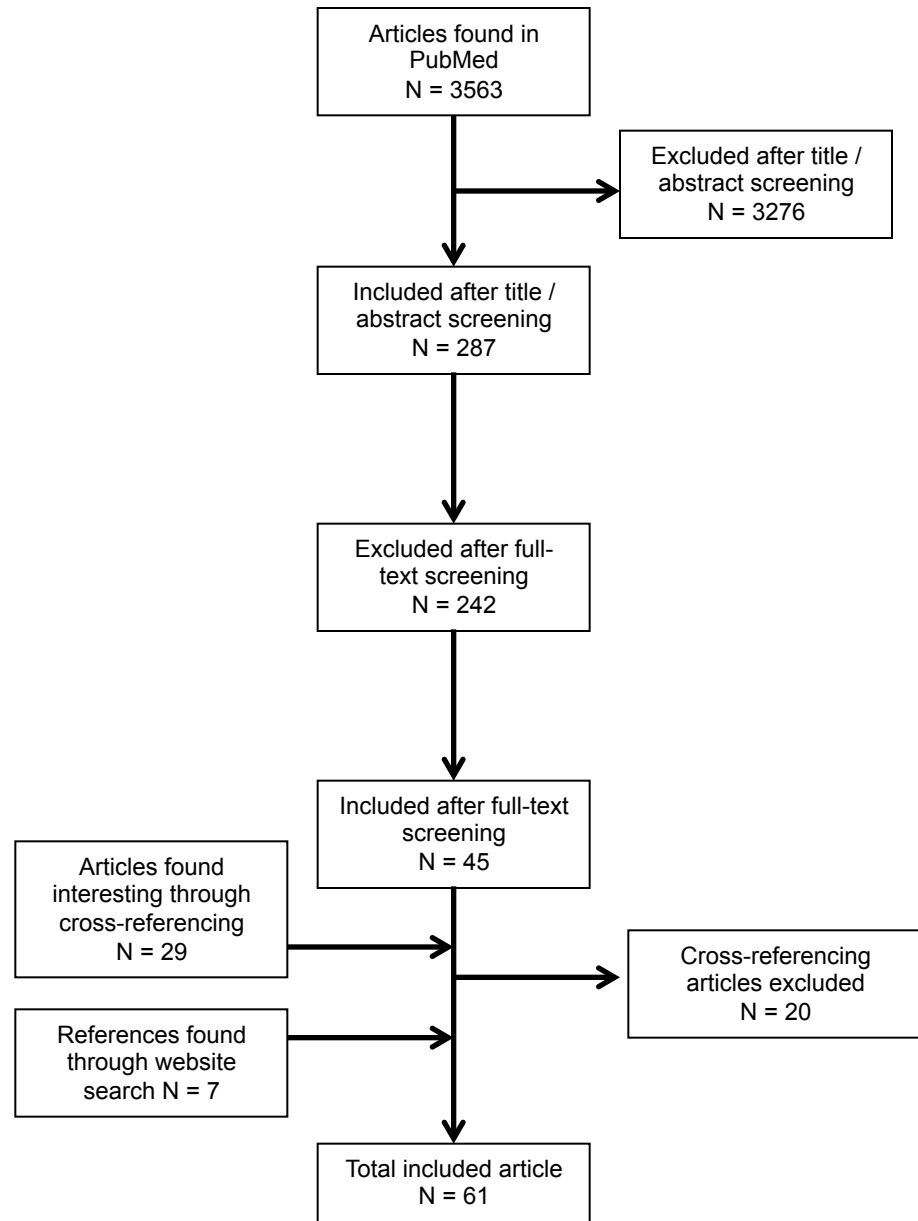 Articles found in
PubMed
N = 3563
Excluded after title /
abstract screening
N = 3276
Included after title /
abstract screening
N = 287
Excluded after full-
text screening
N = 242
Included after full-text
screening
N = 45
Articles found
interesting through
cross-referencing
N = 29
Cross-referencing
articles excluded
N = 20
References found
through website
search N = 7
Total included article
N = 61